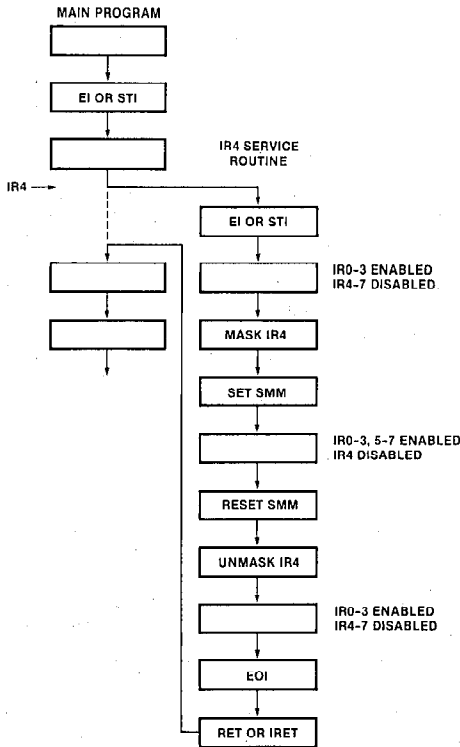 MAIN PROGRAM
EI OR STI
IR4
IR4 SERVICE
ROUTINE
EI OR STI
IR0-3 ENABLED
IR4-7 DISABLED
MASK IR4
SET SMM
IR0-3, 5-7 ENABLED
IR4 DISABLED
RESET SMM
UNMASK IR4
IR0-3 ENABLED
IR4-7 DISABLED
EOI
RET OR IRET